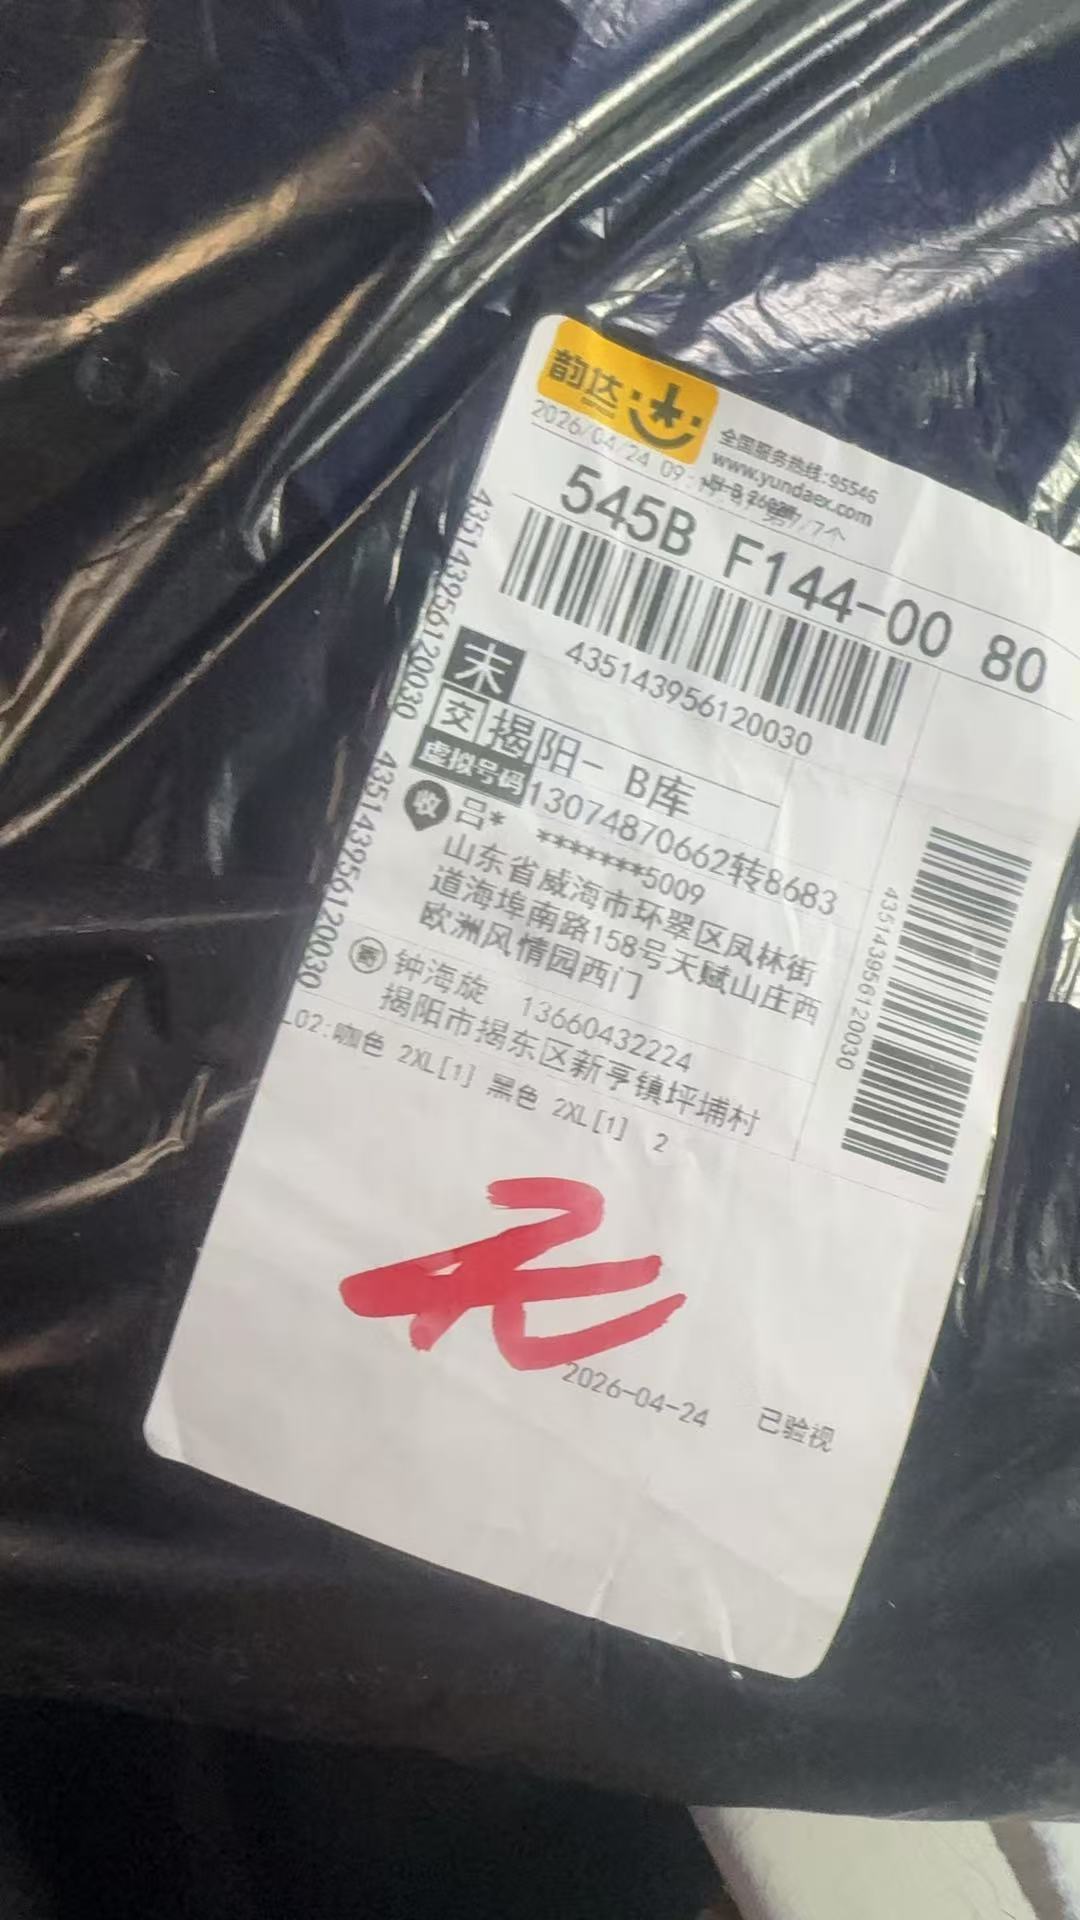 韵达
全国服务热线:95546
www.yundaex.com
2026/04/24 09:
545B F144-00 80
435143956120030
末
交 揭阳- B库
虚拟号码 13074870662转8683
收 吕* *******5009
山东省威海市环翠区凤林街
道海埠南路158号天赋山庄西
欧洲风情园西门
寄 钟海旋 13660432224
揭阳市揭东区新亨镇坪埔村
L02:咖色 2XL[1] 黑色 2XL[1] 2
2026-04-24 已验视
435143956120030
435143956120030
435143956120030